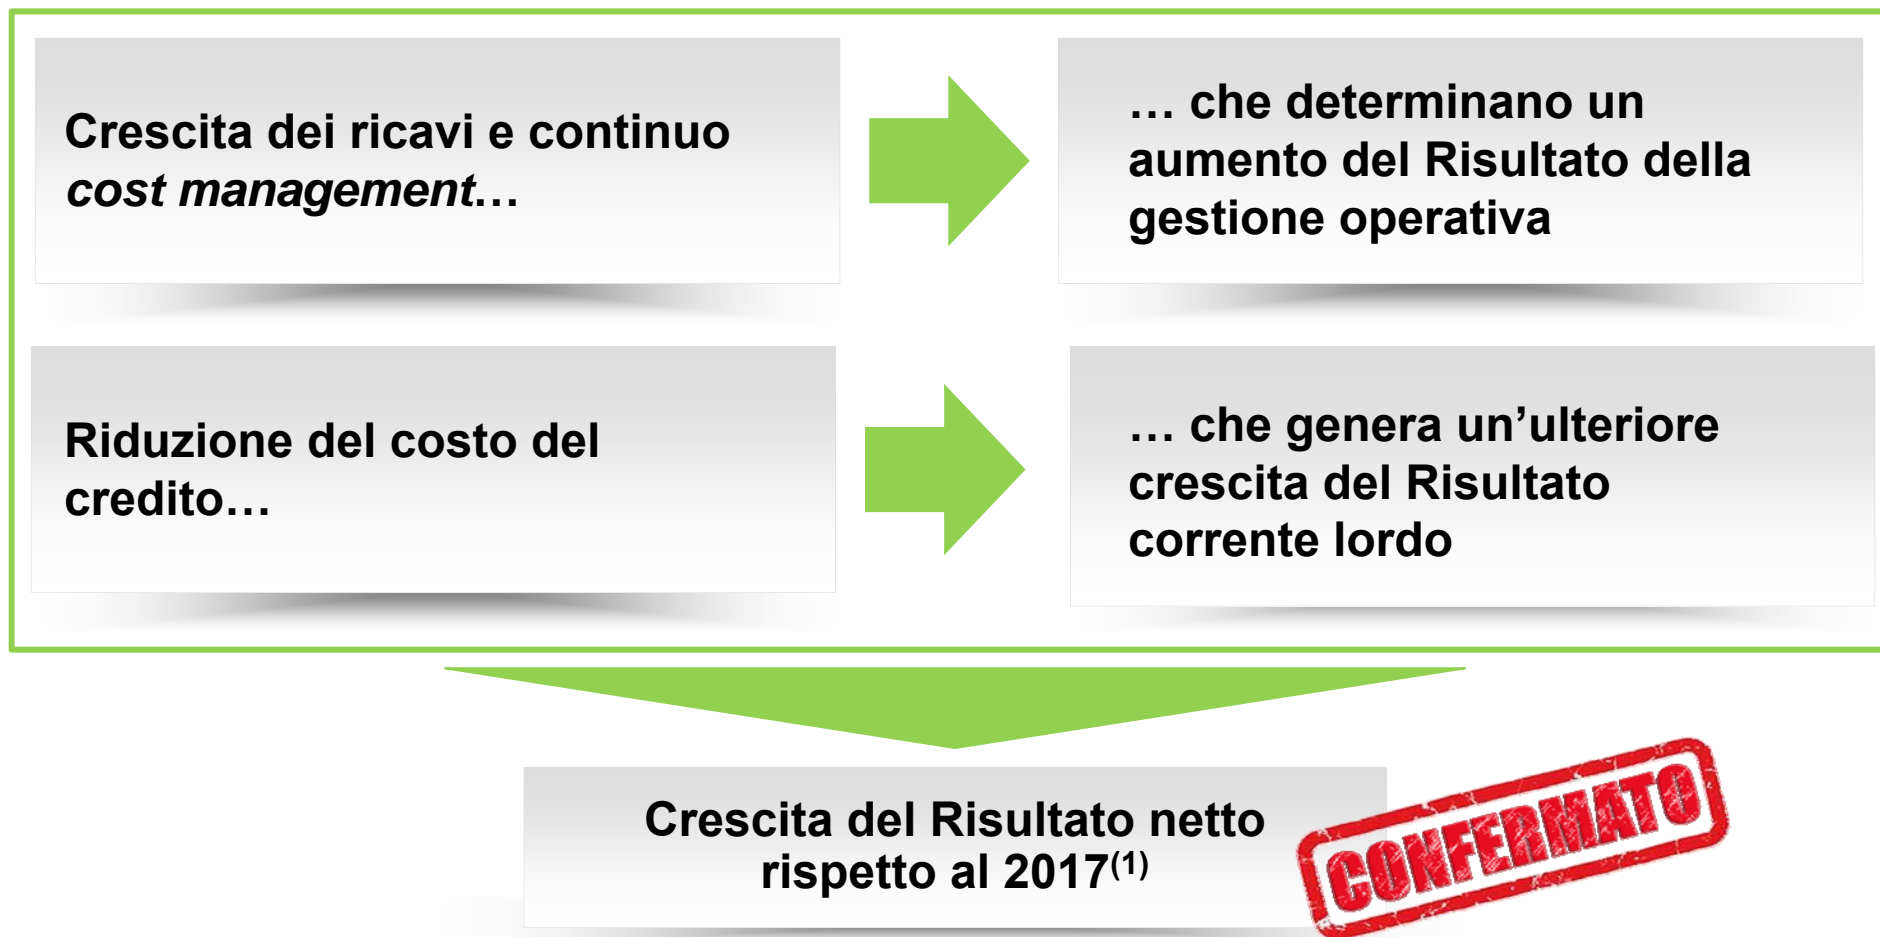 Crescita dei ricavi e continuo
cost management…
… che determinano un
aumento del Risultato della
gestione operativa
Riduzione del costo del
credito…
… che genera un’ulteriore
crescita del Risultato
corrente lordo
Crescita del Risultato netto
rispetto al 2017(1)
CONFERMATO